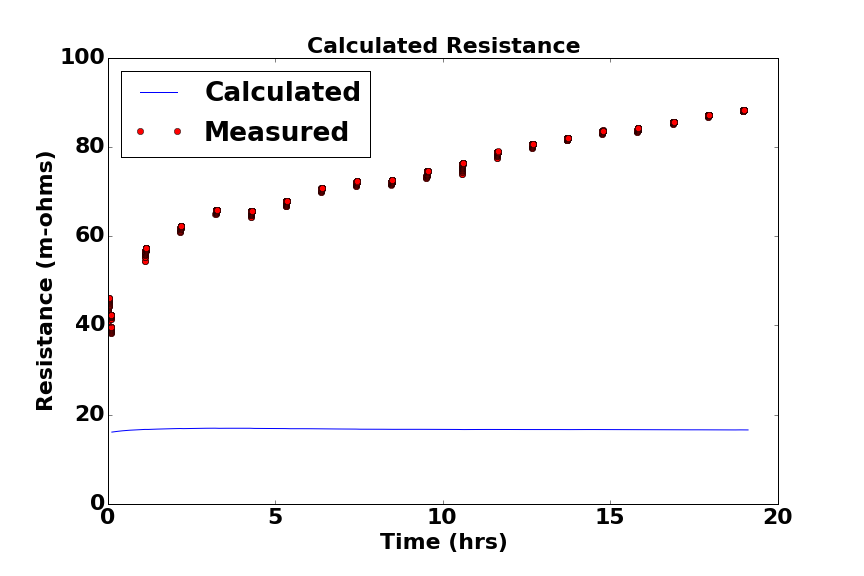 Calculated Resistance
Calculated
Measured
Resistance (m-ohms)
100
80
60
40
20
0
0 5 10 15 20
Time (hrs)